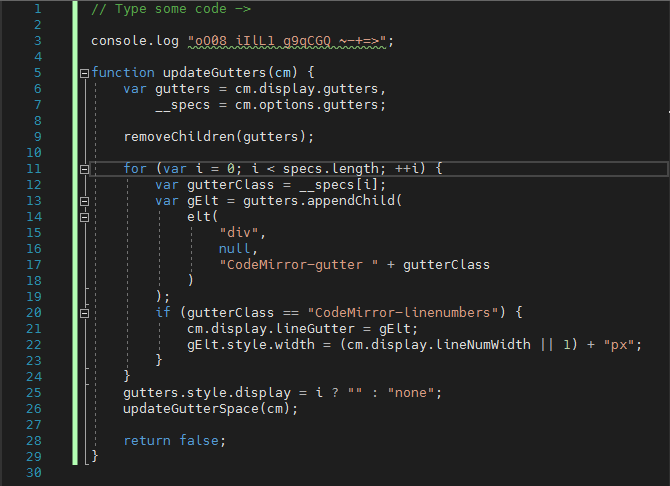 1 // Type some code ->
2
3 console.log "oO08 iIlL1 g9qCGQ ~-+=>";
4
5 function updateGutters(cm) {
6 var gutters = cm.display.gutters,
7 __specs = cm.options.gutters;
8
9 removeChildren(gutters);
10
11 for (var i = 0; i < specs.length; ++i) {
12 var gutterClass = __specs[i];
13 var gElt = gutters.appendChild(
14 elt(
15 "div",
16 null,
17 "CodeMirror-gutter " + gutterClass
18 )
19 );
20 if (gutterClass == "CodeMirror-linenumbers") {
21 cm.display.lineGutter = gElt;
22 gElt.style.width = (cm.display.lineNumWidth || 1) + "px";
23 }
24 }
25 gutters.style.display = i ? "" : "none";
26 updateGutterSpace(cm);
27
28 return false;
29 }
30